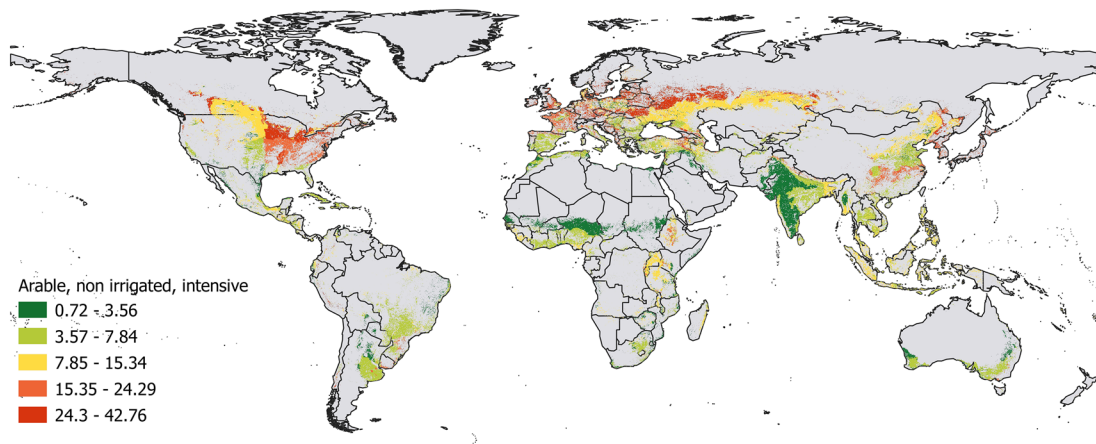 Arable, non irrigated, intensive
0.72 - 3.56
3.57 - 7.84
7.85 - 15.34
15.35 - 24.29
24.3 - 42.76